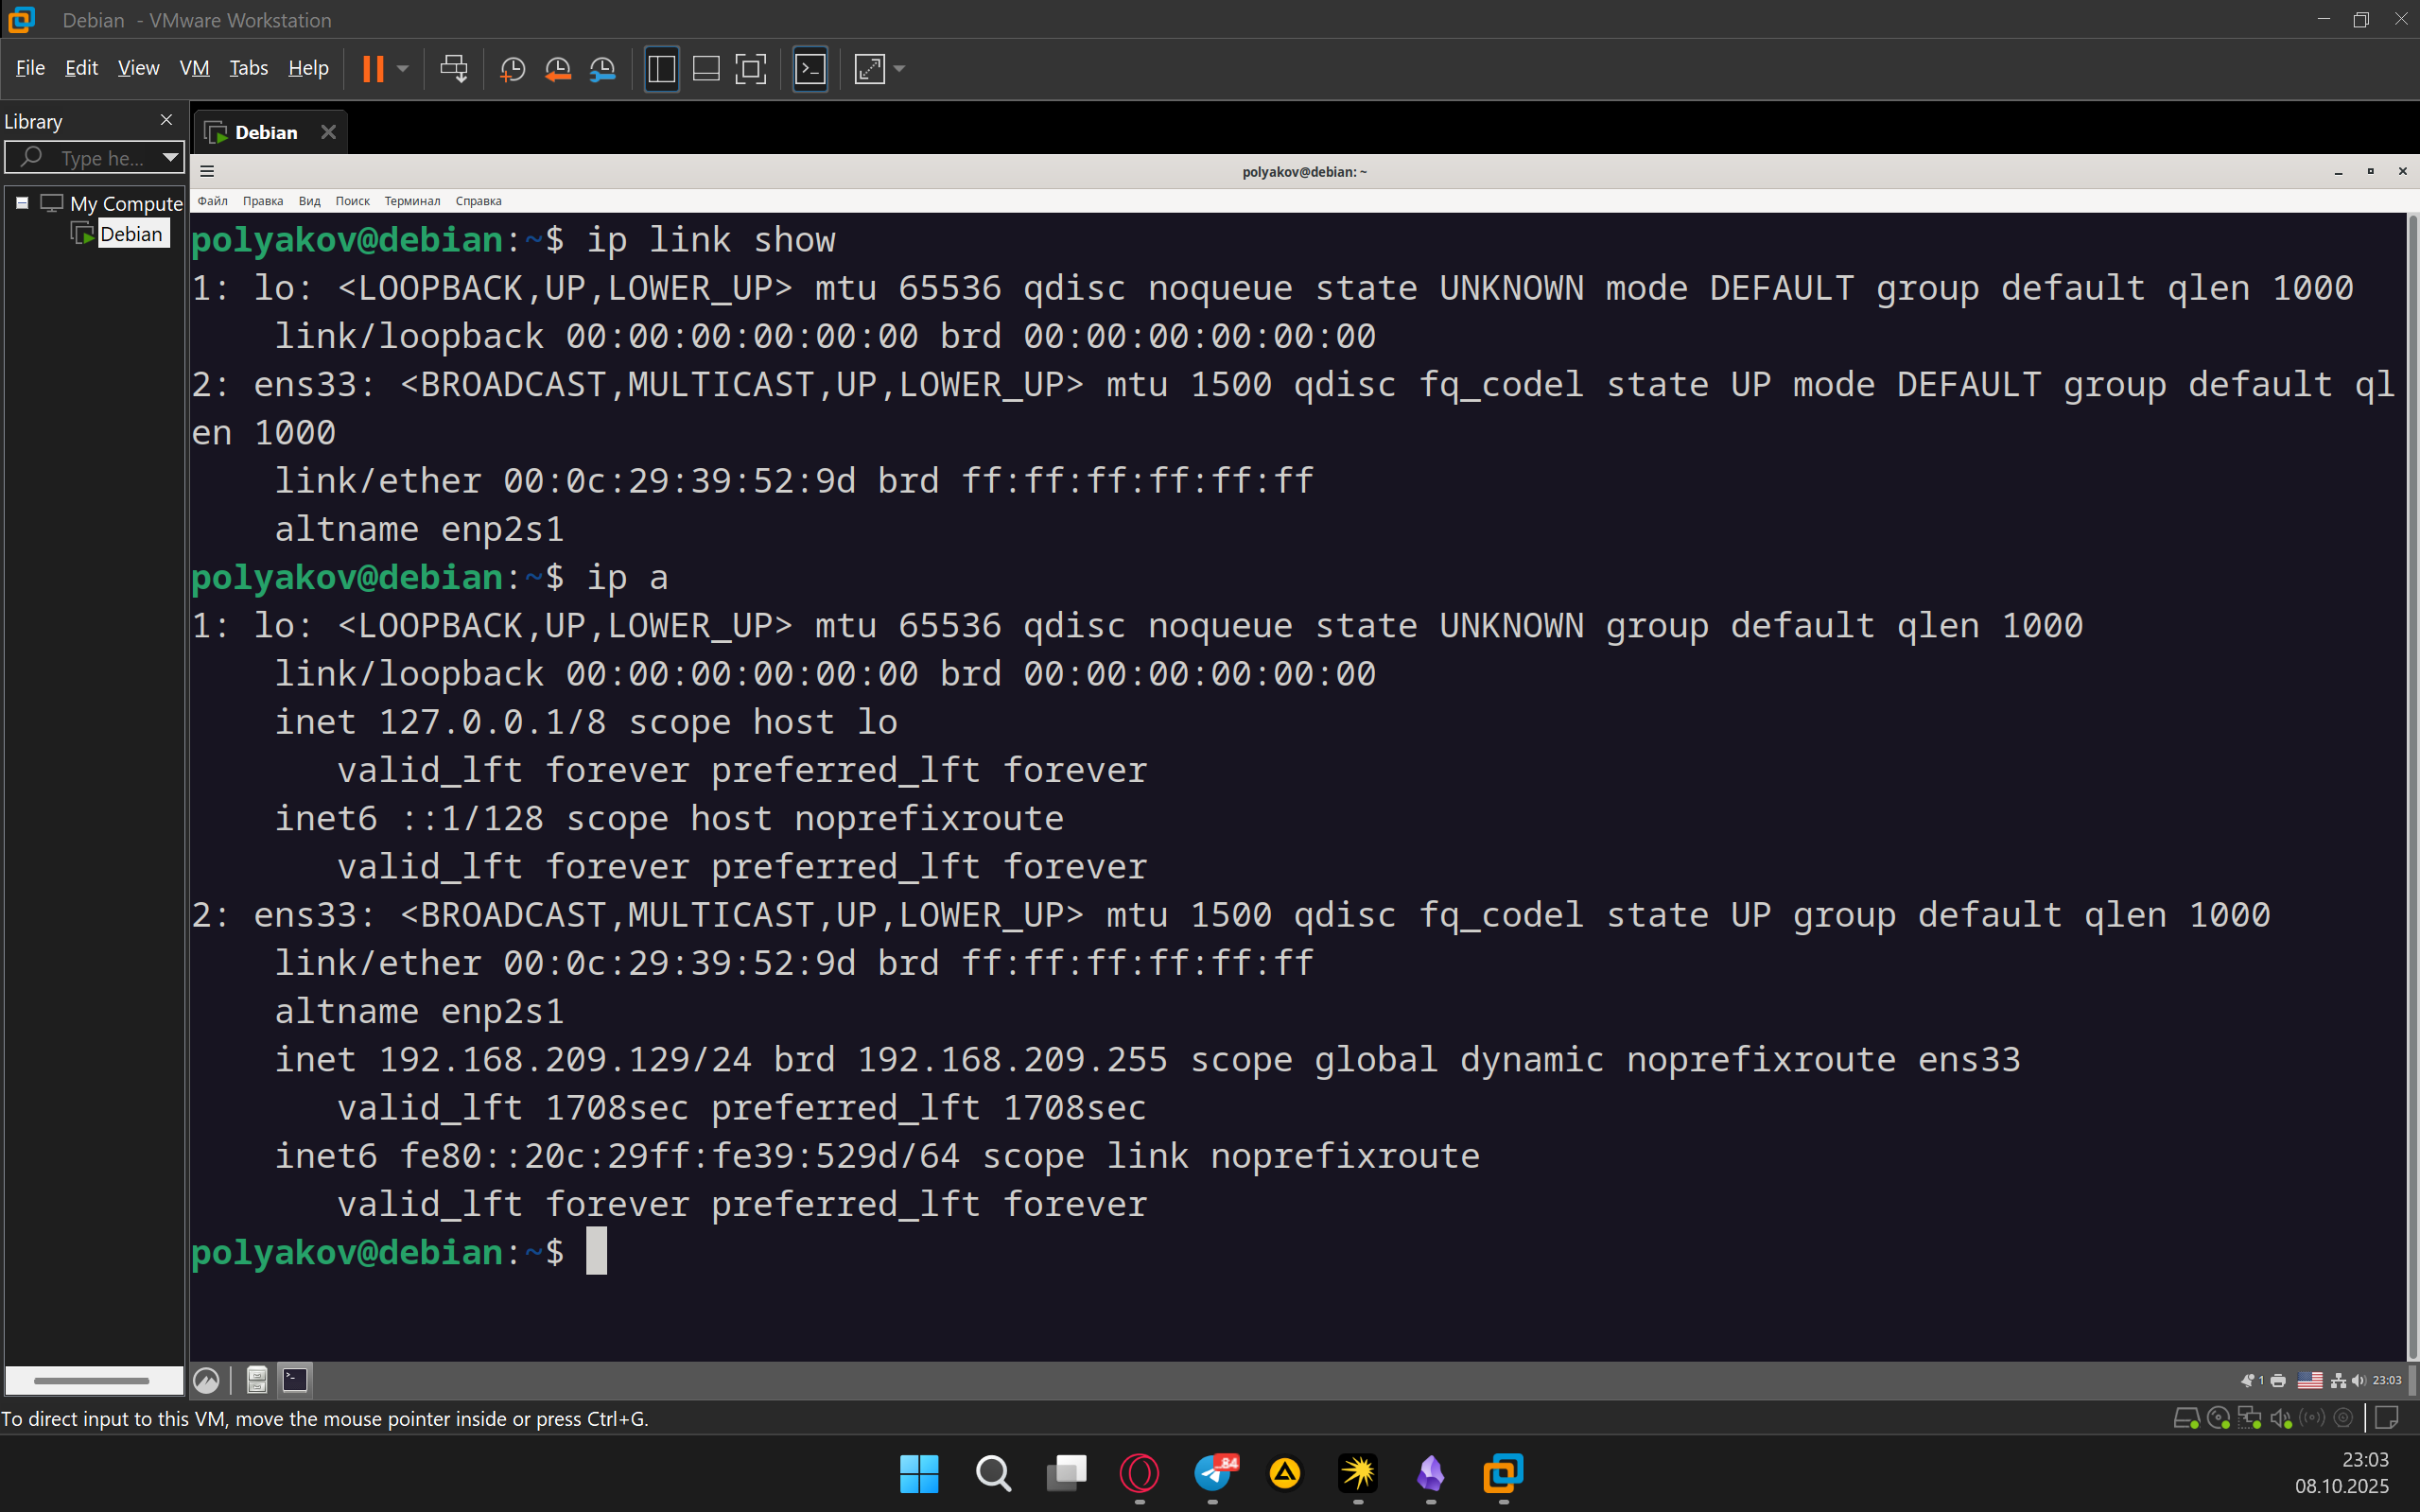 Debian - VMware Workstation
File Edit View VM Tabs Help
Library
Debian
Type he...
My Compute
Debian
polyakov@debian: ~
Файл Правка Вид Поиск Терминал Справка
polyakov@debian:~$ ip link show
1: lo: <LOOPBACK,UP,LOWER_UP> mtu 65536 qdisc noqueue state UNKNOWN mode DEFAULT group default qlen 1000
    link/loopback 00:00:00:00:00:00 brd 00:00:00:00:00:00
2: ens33: <BROADCAST,MULTICAST,UP,LOWER_UP> mtu 1500 qdisc fq_codel state UP mode DEFAULT group default ql
en 1000
    link/ether 00:0c:29:39:52:9d brd ff:ff:ff:ff:ff:ff
    altname enp2s1
polyakov@debian:~$ ip a
1: lo: <LOOPBACK,UP,LOWER_UP> mtu 65536 qdisc noqueue state UNKNOWN group default qlen 1000
    link/loopback 00:00:00:00:00:00 brd 00:00:00:00:00:00
    inet 127.0.0.1/8 scope host lo
       valid_lft forever preferred_lft forever
    inet6 ::1/128 scope host noprefixroute
       valid_lft forever preferred_lft forever
2: ens33: <BROADCAST,MULTICAST,UP,LOWER_UP> mtu 1500 qdisc fq_codel state UP group default qlen 1000
    link/ether 00:0c:29:39:52:9d brd ff:ff:ff:ff:ff:ff
    altname enp2s1
    inet 192.168.209.129/24 brd 192.168.209.255 scope global dynamic noprefixroute ens33
       valid_lft 1708sec preferred_lft 1708sec
    inet6 fe80::20c:29ff:fe39:529d/64 scope link noprefixroute
       valid_lft forever preferred_lft forever
polyakov@debian:~$
1 23:03
To direct input to this VM, move the mouse pointer inside or press Ctrl+G.
84
23:03
08.10.2025